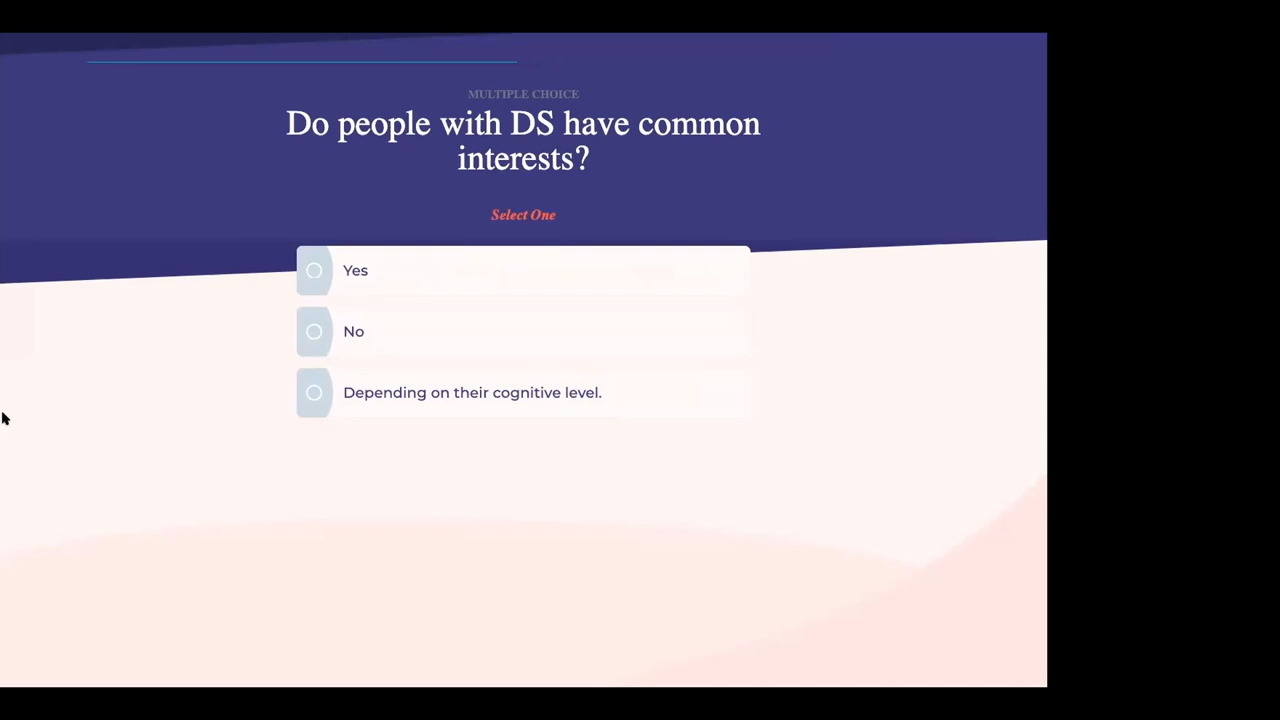 MULTIPLE CHOICE
Do people with DS have common
interests?
Select One
Yes
No
Depending on their cognitive level.